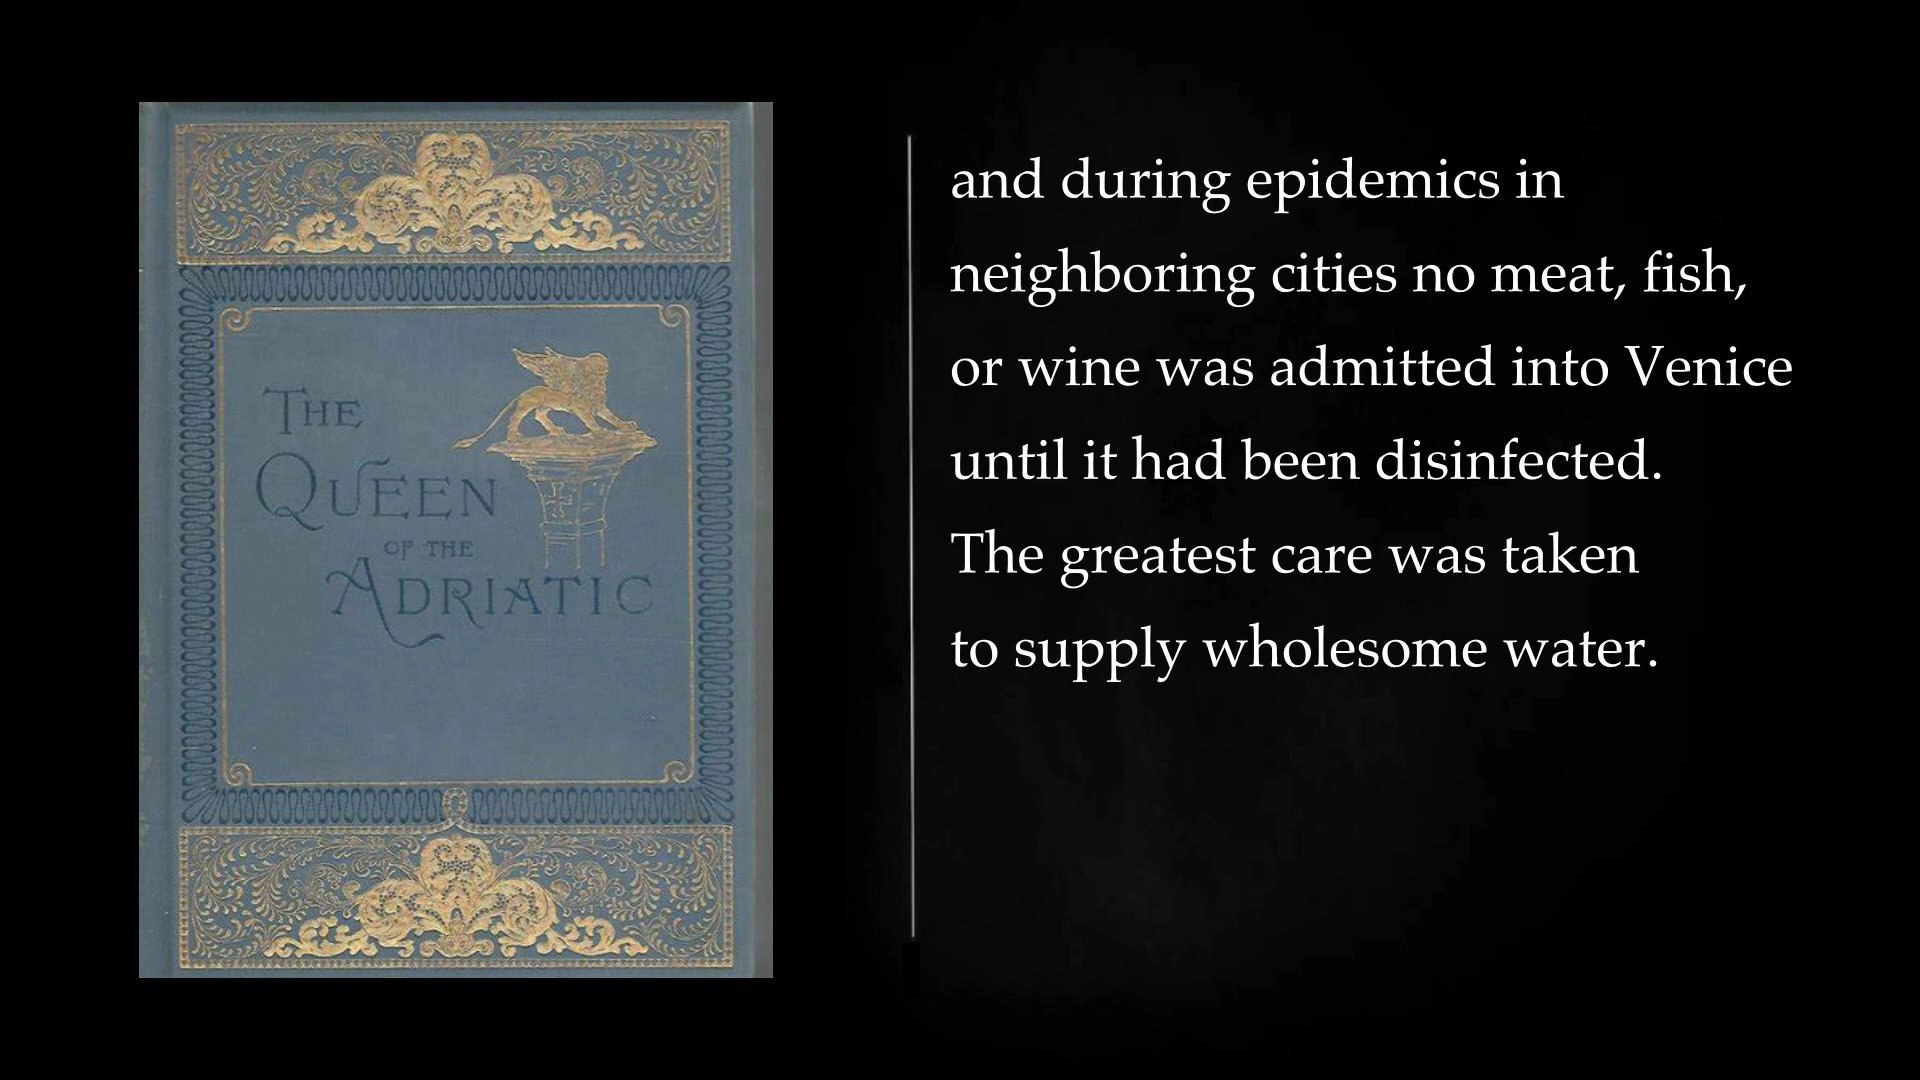 THE
QUEEN
OF THE
ADRIATIC
and during epidemics in
neighboring cities no meat, fish,
or wine was admitted into Venice
until it had been disinfected.
The greatest care was taken
to supply wholesome water.